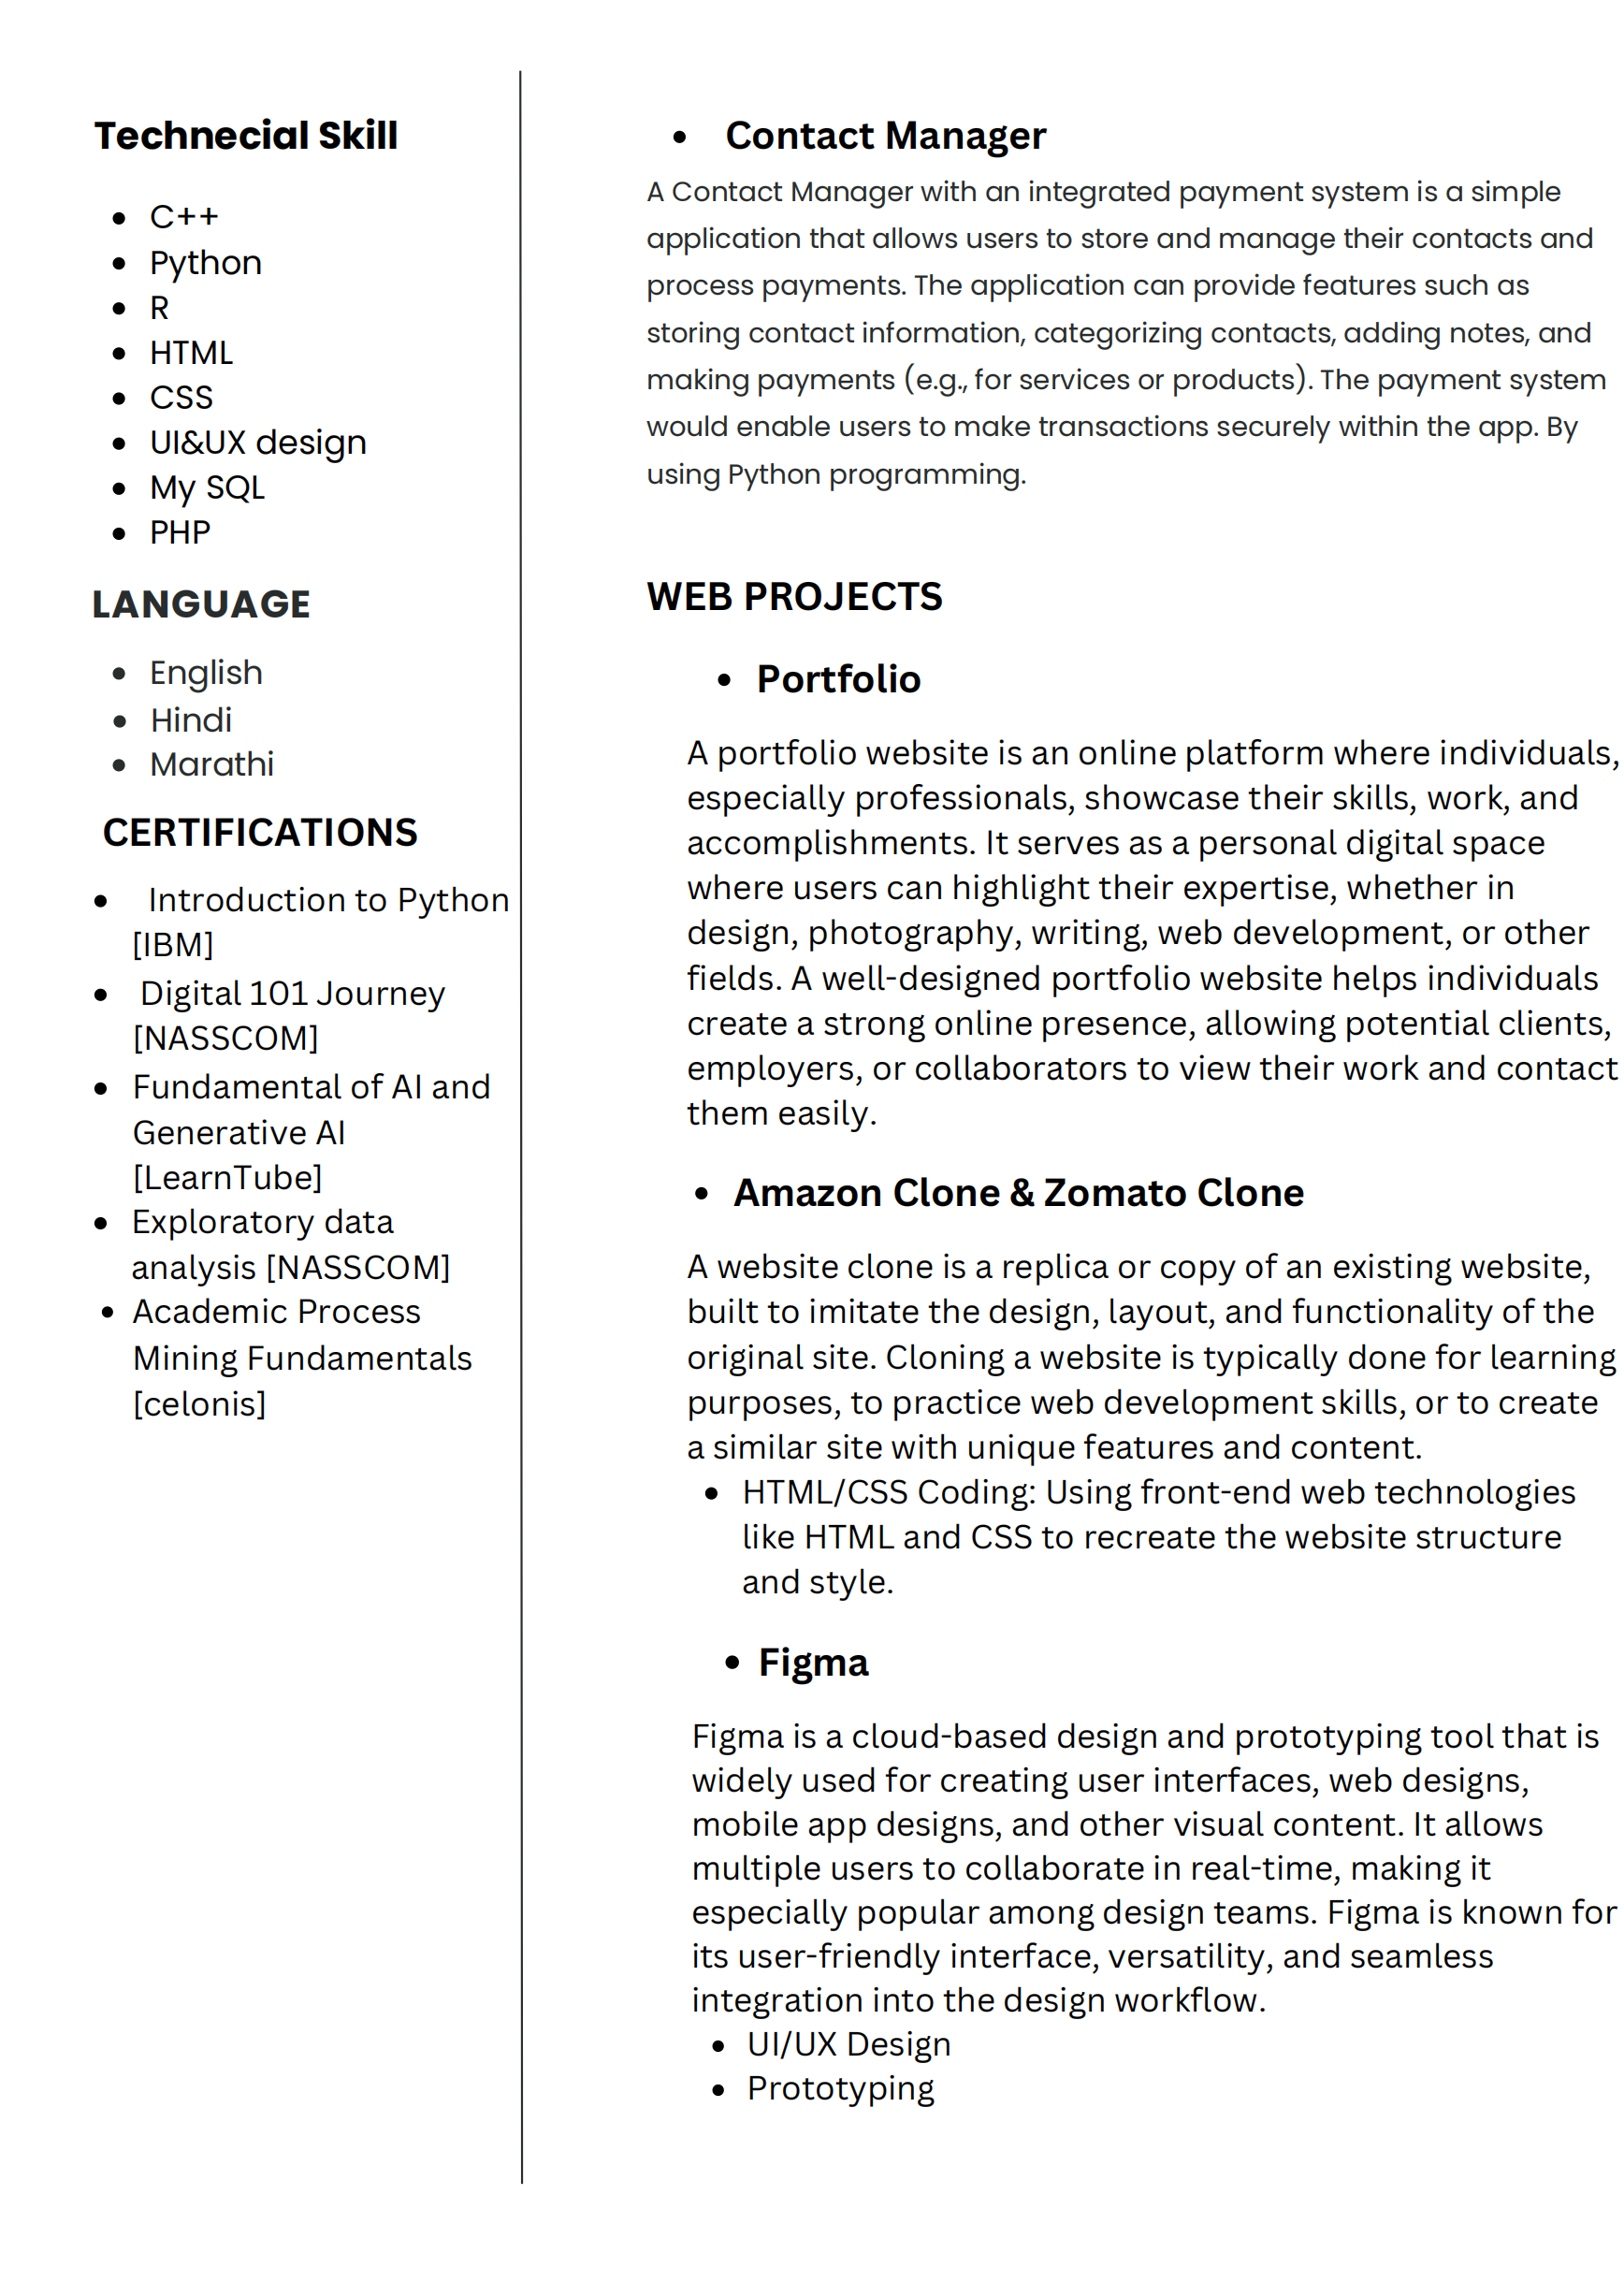 Technecial Skill
• C++
• Python
• R
• HTML
• CSS
• UI&UX design
• My SQL
• PHP
LANGUAGE
• English
• Hindi
• Marathi
CERTIFICATIONS
• Introduction to Python
[IBM]
• Digital 101 Journey
[NASSCOM]
• Fundamental of AI and
Generative AI
[LearnTube]
• Exploratory data
analysis [NASSCOM]
• Academic Process
Mining Fundamentals
[celonis]
• Contact Manager
A Contact Manager with an integrated payment system is a simple
application that allows users to store and manage their contacts and
process payments. The application can provide features such as
storing contact information, categorizing contacts, adding notes, and
making payments (e.g., for services or products). The payment system
would enable users to make transactions securely within the app. By
using Python programming.
WEB PROJECTS
• Portfolio
A portfolio website is an online platform where individuals,
especially professionals, showcase their skills, work, and
accomplishments. It serves as a personal digital space
where users can highlight their expertise, whether in
design, photography, writing, web development, or other
fields. A well-designed portfolio website helps individuals
create a strong online presence, allowing potential clients,
employers, or collaborators to view their work and contact
them easily.
• Amazon Clone & Zomato Clone
A website clone is a replica or copy of an existing website,
built to imitate the design, layout, and functionality of the
original site. Cloning a website is typically done for learning
purposes, to practice web development skills, or to create
a similar site with unique features and content.
• HTML/CSS Coding: Using front-end web technologies
like HTML and CSS to recreate the website structure
and style.
• Figma
Figma is a cloud-based design and prototyping tool that is
widely used for creating user interfaces, web designs,
mobile app designs, and other visual content. It allows
multiple users to collaborate in real-time, making it
especially popular among design teams. Figma is known for
its user-friendly interface, versatility, and seamless
integration into the design workflow.
• UI/UX Design
• Prototyping